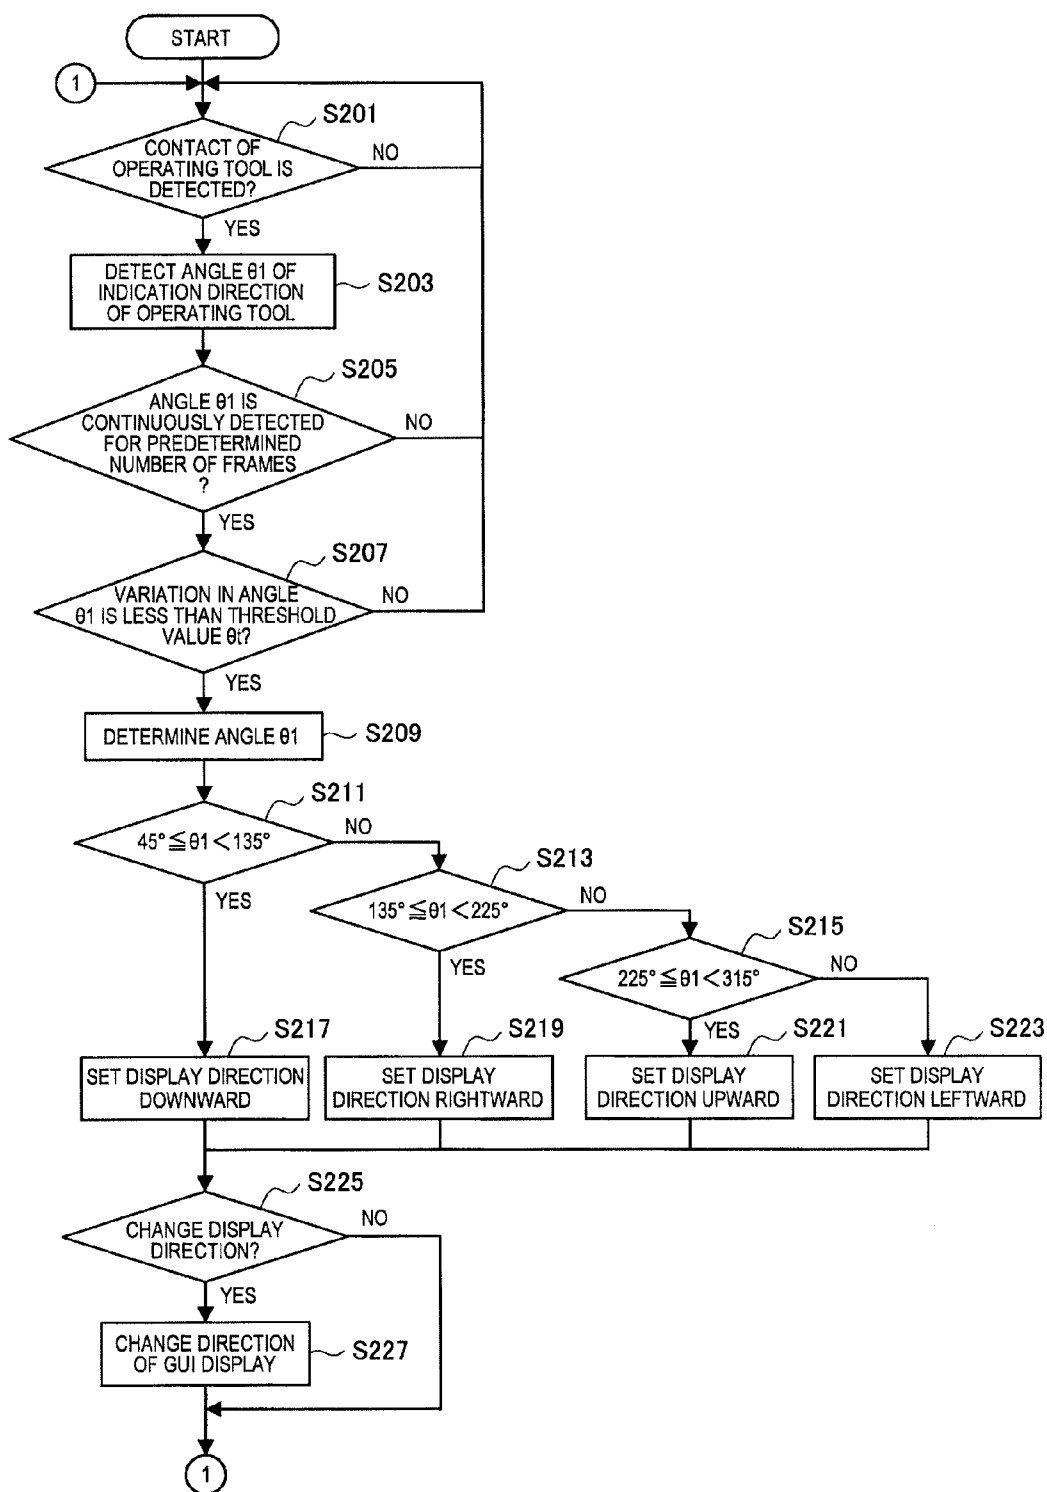 START
1
S201
CONTACT OF
OPERATING TOOL IS
DETECTED?
NO
YES
DETECT ANGLE θ1 OF
INDICATION DIRECTION
OF OPERATING TOOL
S203
S205
ANGLE θ1 IS
CONTINUOUSLY DETECTED
FOR PREDETERMINED
NUMBER OF FRAMES
?
NO
YES
S207
VARIATION IN ANGLE
θ1 IS LESS THAN THRESHOLD
VALUE θt?
NO
YES
DETERMINE ANGLE θ1
S209
S211
45°≦θ1<135°
NO
YES
S213
135°≦θ1<225°
NO
YES
S215
225°≦θ1<315°
NO
YES
S217
SET DISPLAY DIRECTION
DOWNWARD
S219
SET DISPLAY
DIRECTION RIGHTWARD
S221
SET DISPLAY
DIRECTION UPWARD
S223
SET DISPLAY
DIRECTION LEFTWARD
S225
CHANGE DISPLAY
DIRECTION?
NO
YES
CHANGE DIRECTION
OF GUI DISPLAY
S227
1